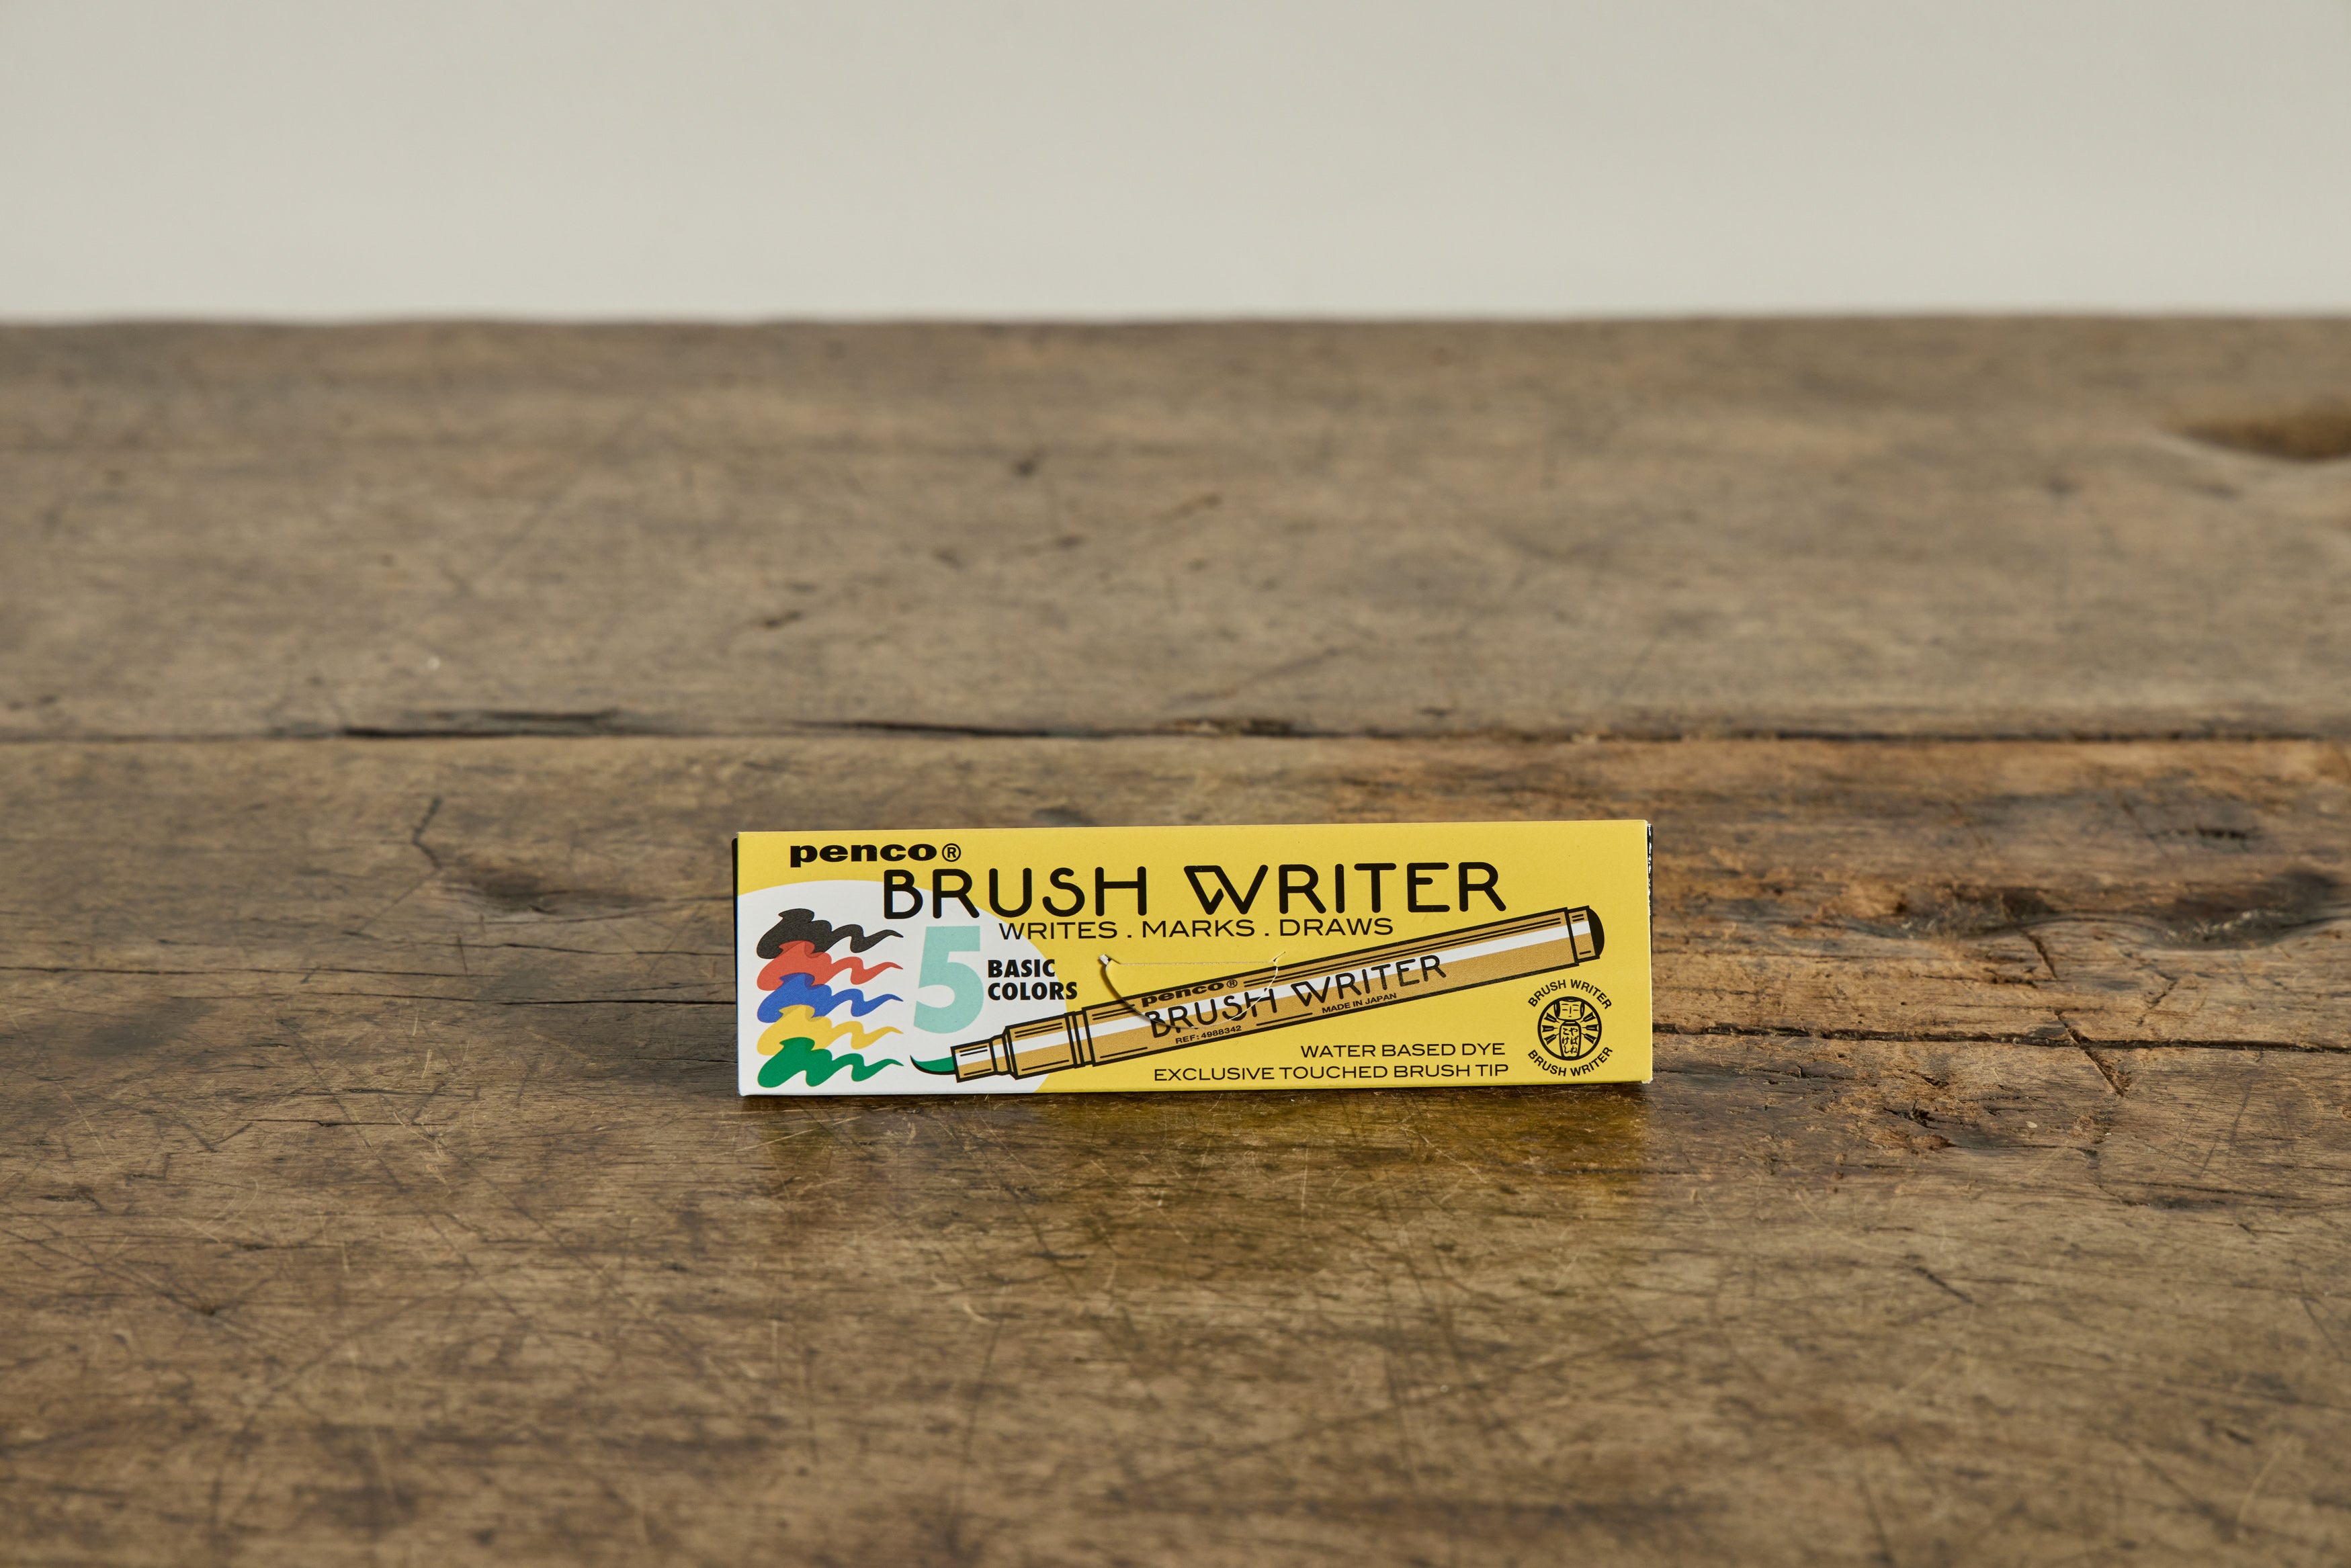 penco®
BRUSH WRITER
WRITES . MARKS . DRAWS
5
BASIC
COLORS
penco®
BRUSH WRITER
REF: 4988342
MADE IN JAPAN
WATER BASED DYE
EXCLUSIVE TOUCHED BRUSH TIP
BRUSH WRITER
BRUSH WRITER